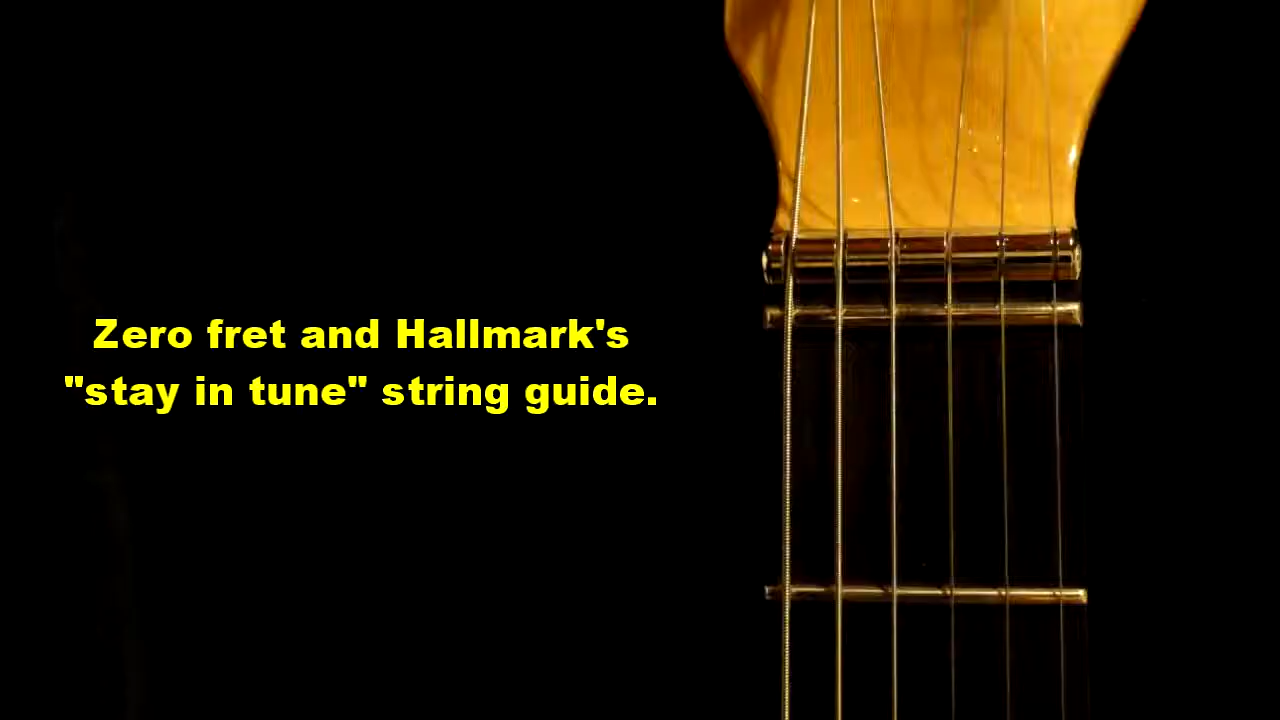 Zero fret and Hallmark's
"stay in tune" string guide.